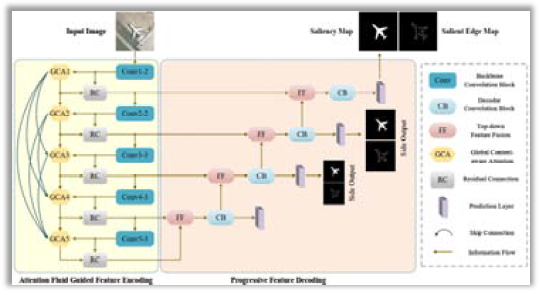 Input Image
Saliency Map
Salient Edge Map
GCA1
Conv1-2
RC
FF
CB
GCA2
Conv2-2
RC
FF
CB
GCA3
Conv3-3
RC
FF
CB
Side Output
GCA4
Conv4-3
RC
FF
CB
Side Output
GCA5
Conv5-3
RC
Attention Fluid Guided Feature Encoding
Progressive Feature Decoding
Conv
Backbone
Convolution Block
CB
Decoder
Convolution Block
FF
Top-down
Feature Fusion
GCA
Global Context-
aware Attention
RC
Residual Connection
Prediction Layer
Skip Connection
Information Flow